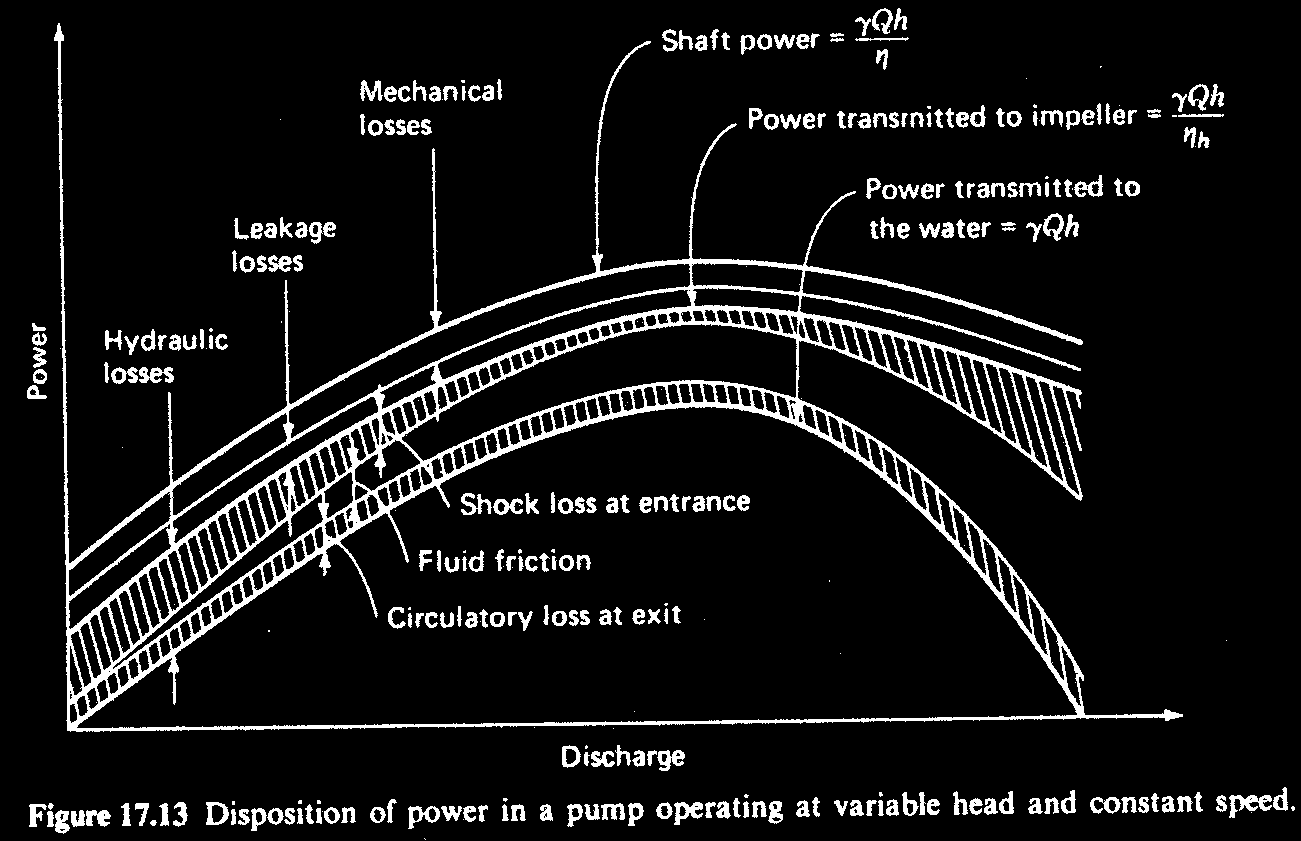 Shaft power = γQh/η
Mechanical
losses
Power transmitted to impeller = γQh/ηh
Power transmitted to
the water = γQh
Leakage
losses
Hydraulic
losses
Power
Shock loss at entrance
Fluid friction
Circulatory loss at exit
Discharge
Figure 17.13 Disposition of power in a pump operating at variable head and constant speed.